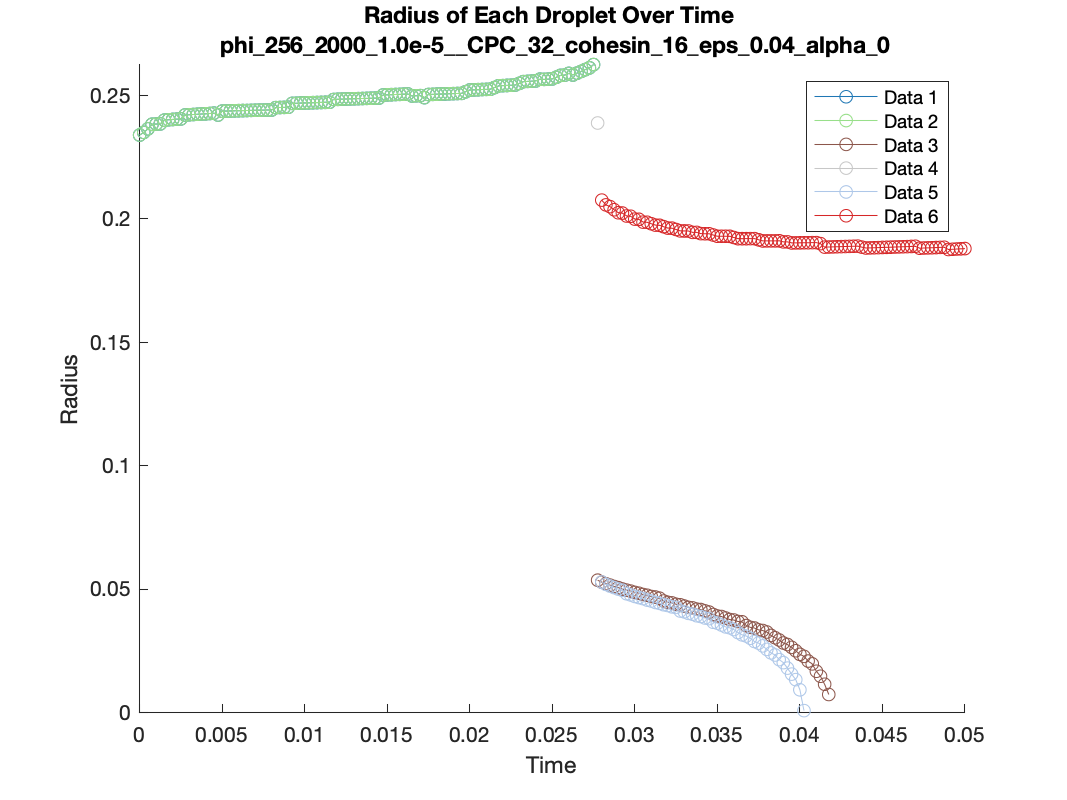 Radius of Each Droplet Over Time
phi_256_2000_1.0e-5__CPC_32_cohesin_16_eps_0.04_alpha_0
Radius
0.25
0.2
0.15
0.1
0.05
0
Data 1
Data 2
Data 3
Data 4
Data 5
Data 6
0 0.005 0.01 0.015 0.02 0.025 0.03 0.035 0.04 0.045 0.05
Time